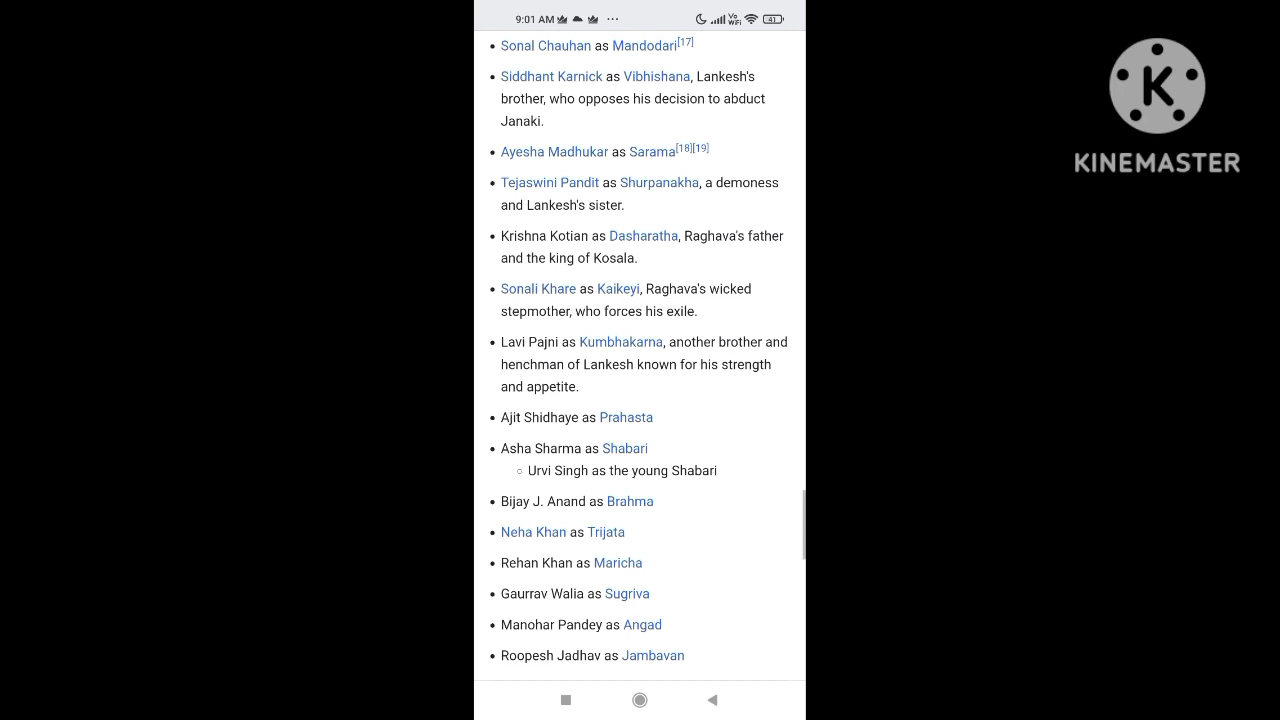 9:01 AM ...
Vo
WiFi
41
• Sonal Chauhan as Mandodari[17]
• Siddhant Karnick as Vibhishana, Lankesh's
brother, who opposes his decision to abduct
Janaki.
• Ayesha Madhukar as Sarama[18][19]
• Tejaswini Pandit as Shurpanakha, a demoness
and Lankesh's sister.
• Krishna Kotian as Dasharatha, Raghava's father
and the king of Kosala.
• Sonali Khare as Kaikeyi, Raghava's wicked
stepmother, who forces his exile.
• Lavi Pajni as Kumbhakarna, another brother and
henchman of Lankesh known for his strength
and appetite.
• Ajit Shidhaye as Prahasta
• Asha Sharma as Shabari
○ Urvi Singh as the young Shabari
• Bijay J. Anand as Brahma
• Neha Khan as Trijata
• Rehan Khan as Maricha
• Gaurrav Walia as Sugriva
• Manohar Pandey as Angad
• Roopesh Jadhav as Jambavan
K
KINEMASTER